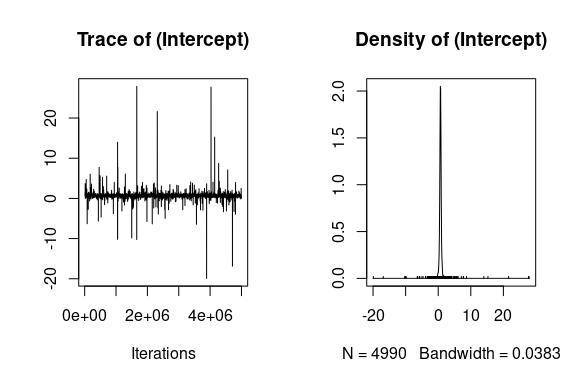 Trace of (Intercept)
20
10
0
-10
-20
0e+00 2e+06 4e+06
Iterations
Density of (Intercept)
2.0
1.5
1.0
0.5
0.0
-20 0 10 20
N = 4990 Bandwidth = 0.0383